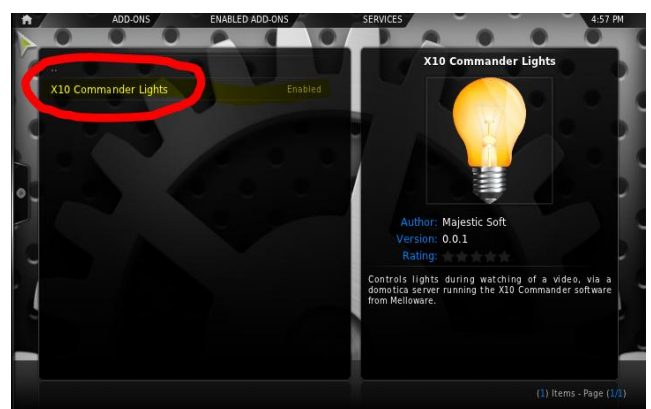 ADD-ONS ENABLED ADD-ONS SERVICES 4:57 PM
..
X10 Commander Lights Enabled
X10 Commander Lights
Author: Majestic Soft
Version: 0.0.1
Rating:
Controls lights during watching of a video, via a
domotica server running the X10 Commander software
from Melloware.
(1) Items - Page (1/1)